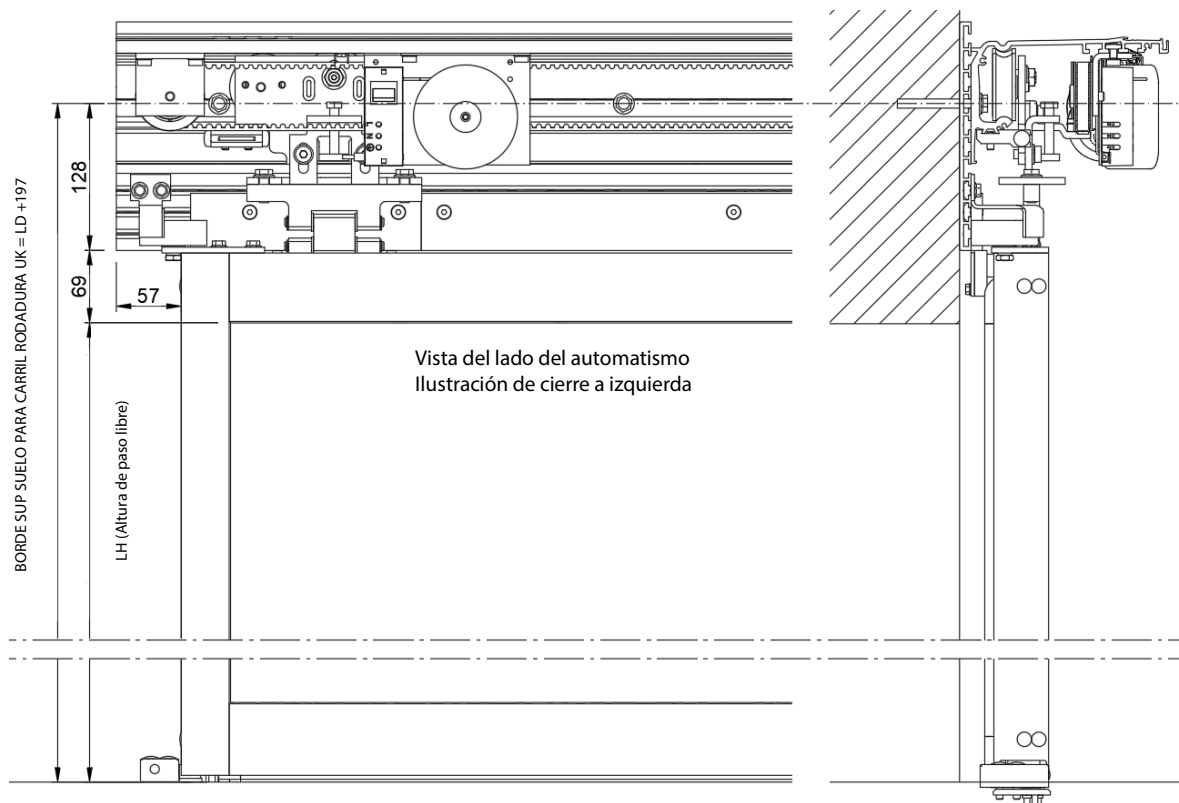 BORDE SUP SUELO PARA CARRIL RODADURA UK = LD +197
128
69
57
LH (Altura de paso libre)
L
N
Vista del lado del automatismo
Ilustración de cierre a izquierda